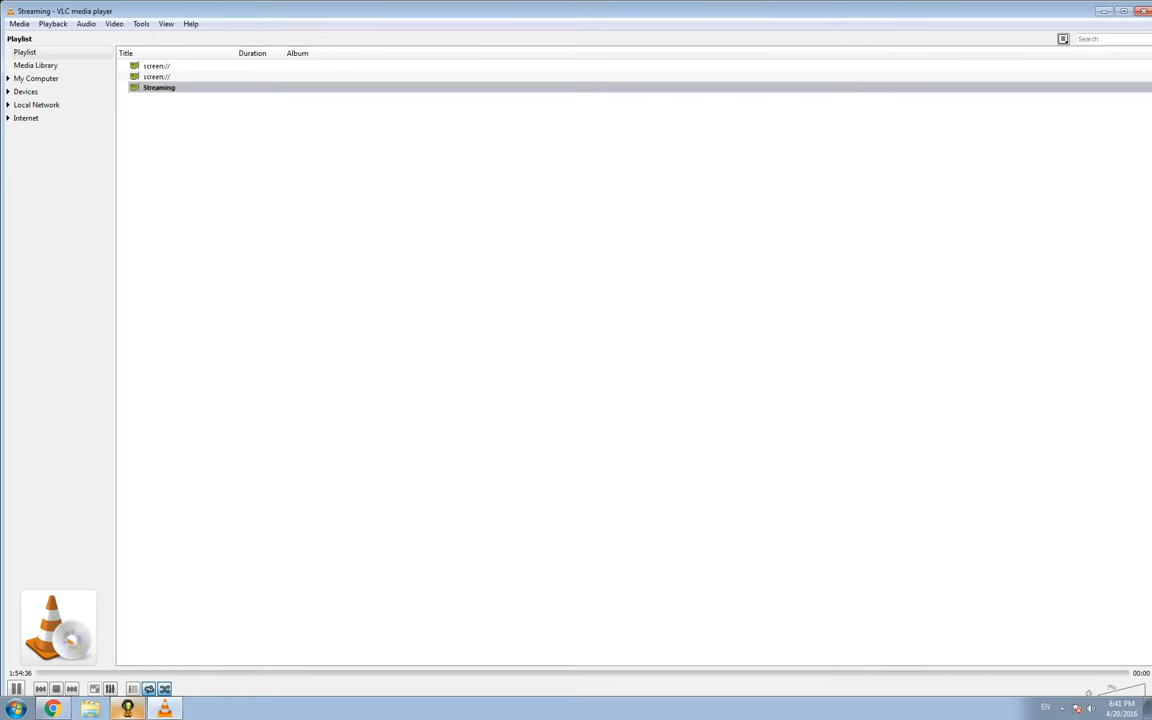 Streaming - VLC media player
Media Playback Audio Video Tools View Help
Playlist
Search
Playlist
Media Library
My Computer
Devices
Local Network
Internet
Title Duration Album
screen://
screen://
Streaming
1:54:36
00:00
7%
EN
8:41 PM
4/20/2016